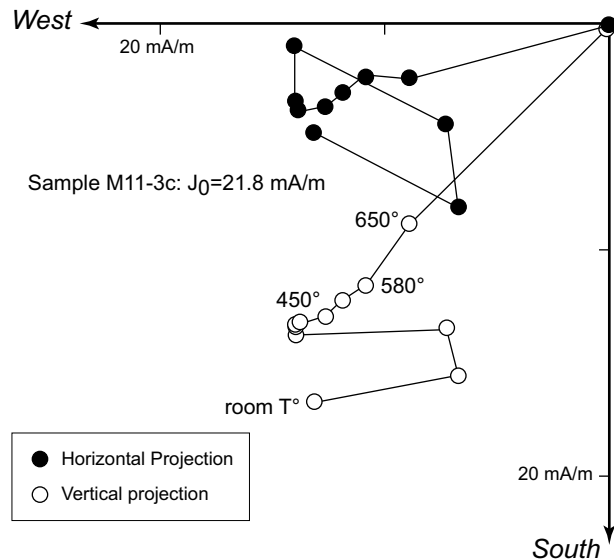 West
20 mA/m
Sample M11-3c: J0=21.8 mA/m
650°
580°
450°
room T°
Horizontal Projection
Vertical projection
20 mA/m
South